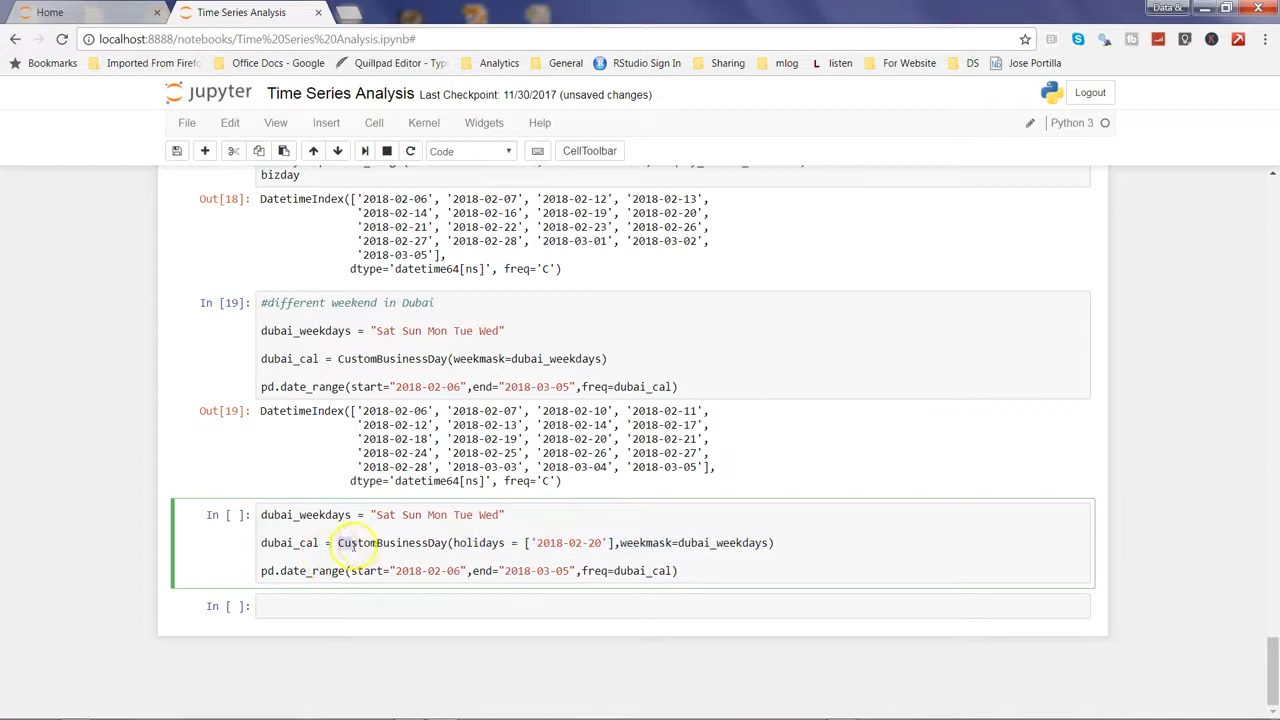 Home
Time Series Analysis
Data &
localhost:8888/notebooks/Time%20Series%20Analysis.ipynb#
Bookmarks Imported From Firef Office Docs - Google Quillpad Editor - Typ Analytics General RStudio Sign In Sharing mlog listen For Website DS Jose Portilla
jupyter Time Series Analysis Last Checkpoint: 11/30/2017 (unsaved changes) Logout
File Edit View Insert Cell Kernel Widgets Help Python 3
Code CellToolbar
bizday
Out[18]: DatetimeIndex(['2018-02-06', '2018-02-07', '2018-02-12', '2018-02-13',
'2018-02-14', '2018-02-16', '2018-02-19', '2018-02-20',
'2018-02-21', '2018-02-22', '2018-02-23', '2018-02-26',
'2018-02-27', '2018-02-28', '2018-03-01', '2018-03-02',
'2018-03-05'],
dtype='datetime64[ns]', freq='C')
In [19]: #different weekend in Dubai
dubai_weekdays = "Sat Sun Mon Tue Wed"
dubai_cal = CustomBusinessDay(weekmask=dubai_weekdays)
pd.date_range(start="2018-02-06",end="2018-03-05",freq=dubai_cal)
Out[19]: DatetimeIndex(['2018-02-06', '2018-02-07', '2018-02-10', '2018-02-11',
'2018-02-12', '2018-02-13', '2018-02-14', '2018-02-17',
'2018-02-18', '2018-02-19', '2018-02-20', '2018-02-21',
'2018-02-24', '2018-02-25', '2018-02-26', '2018-02-27',
'2018-02-28', '2018-03-03', '2018-03-04', '2018-03-05'],
dtype='datetime64[ns]', freq='C')
In [ ]: dubai_weekdays = "Sat Sun Mon Tue Wed"
dubai_cal = CustomBusinessDay(holidays = ['2018-02-20'],weekmask=dubai_weekdays)
pd.date_range(start="2018-02-06",end="2018-03-05",freq=dubai_cal)
In [ ]: